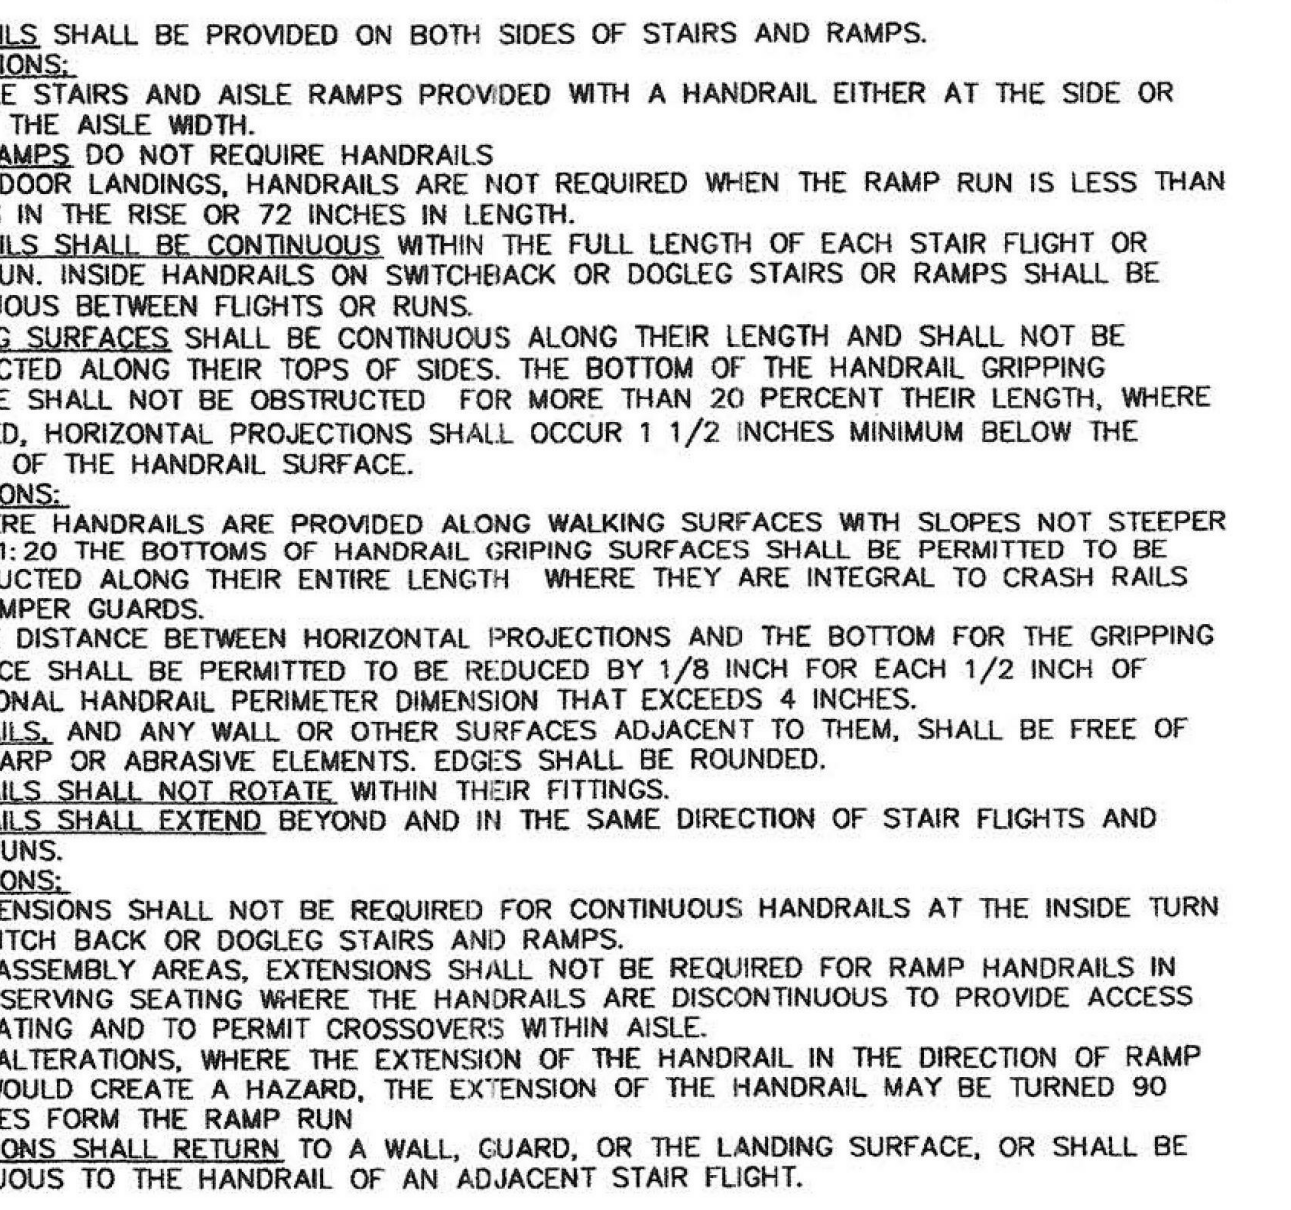 ILS SHALL BE PROVIDED ON BOTH SIDES OF STAIRS AND RAMPS.
IONS:
E STAIRS AND AISLE RAMPS PROVIDED WITH A HANDRAIL EITHER AT THE SIDE OR
THE AISLE WIDTH.
AMPS DO NOT REQUIRE HANDRAILS
DOOR LANDINGS, HANDRAILS ARE NOT REQUIRED WHEN THE RAMP RUN IS LESS THAN
IN THE RISE OR 72 INCHES IN LENGTH.
ILS SHALL BE CONTINUOUS WITHIN THE FULL LENGTH OF EACH STAIR FLIGHT OR
UN. INSIDE HANDRAILS ON SWITCHBACK OR DOGLEG STAIRS OR RAMPS SHALL BE
UOUS BETWEEN FLIGHTS OR RUNS.
G SURFACES SHALL BE CONTINUOUS ALONG THEIR LENGTH AND SHALL NOT BE
CTED ALONG THEIR TOPS OF SIDES. THE BOTTOM OF THE HANDRAIL GRIPPING
E SHALL NOT BE OBSTRUCTED FOR MORE THAN 20 PERCENT THEIR LENGTH, WHERE
ED, HORIZONTAL PROJECTIONS SHALL OCCUR 1 1/2 INCHES MINIMUM BELOW THE
OF THE HANDRAIL SURFACE.
ONS:
RE HANDRAILS ARE PROVIDED ALONG WALKING SURFACES WITH SLOPES NOT STEEPER
1:20 THE BOTTOMS OF HANDRAIL GRIPING SURFACES SHALL BE PERMITTED TO BE
UCTED ALONG THEIR ENTIRE LENGTH WHERE THEY ARE INTEGRAL TO CRASH RAILS
MPER GUARDS.
DISTANCE BETWEEN HORIZONTAL PROJECTIONS AND THE BOTTOM FOR THE GRIPPING
CE SHALL BE PERMITTED TO BE REDUCED BY 1/8 INCH FOR EACH 1/2 INCH OF
ONAL HANDRAIL PERIMETER DIMENSION THAT EXCEEDS 4 INCHES.
ILS, AND ANY WALL OR OTHER SURFACES ADJACENT TO THEM, SHALL BE FREE OF
ARP OR ABRASIVE ELEMENTS. EDGES SHALL BE ROUNDED.
ILS SHALL NOT ROTATE WITHIN THEIR FITTINGS.
ILS SHALL EXTEND BEYOND AND IN THE SAME DIRECTION OF STAIR FLIGHTS AND
UNS.
ONS:
ENSIONS SHALL NOT BE REQUIRED FOR CONTINUOUS HANDRAILS AT THE INSIDE TURN
ITCH BACK OR DOGLEG STAIRS AND RAMPS.
ASSEMBLY AREAS, EXTENSIONS SHALL NOT BE REQUIRED FOR RAMP HANDRAILS IN
SERVING SEATING WHERE THE HANDRAILS ARE DISCONTINUOUS TO PROVIDE ACCESS
ATING AND TO PERMIT CROSSOVERS WITHIN AISLE.
ALTERATIONS, WHERE THE EXTENSION OF THE HANDRAIL IN THE DIRECTION OF RAMP
WOULD CREATE A HAZARD, THE EXTENSION OF THE HANDRAIL MAY BE TURNED 90
ES FORM THE RAMP RUN
ONS SHALL RETURN TO A WALL, GUARD, OR THE LANDING SURFACE, OR SHALL BE
UOUS TO THE HANDRAIL OF AN ADJACENT STAIR FLIGHT.